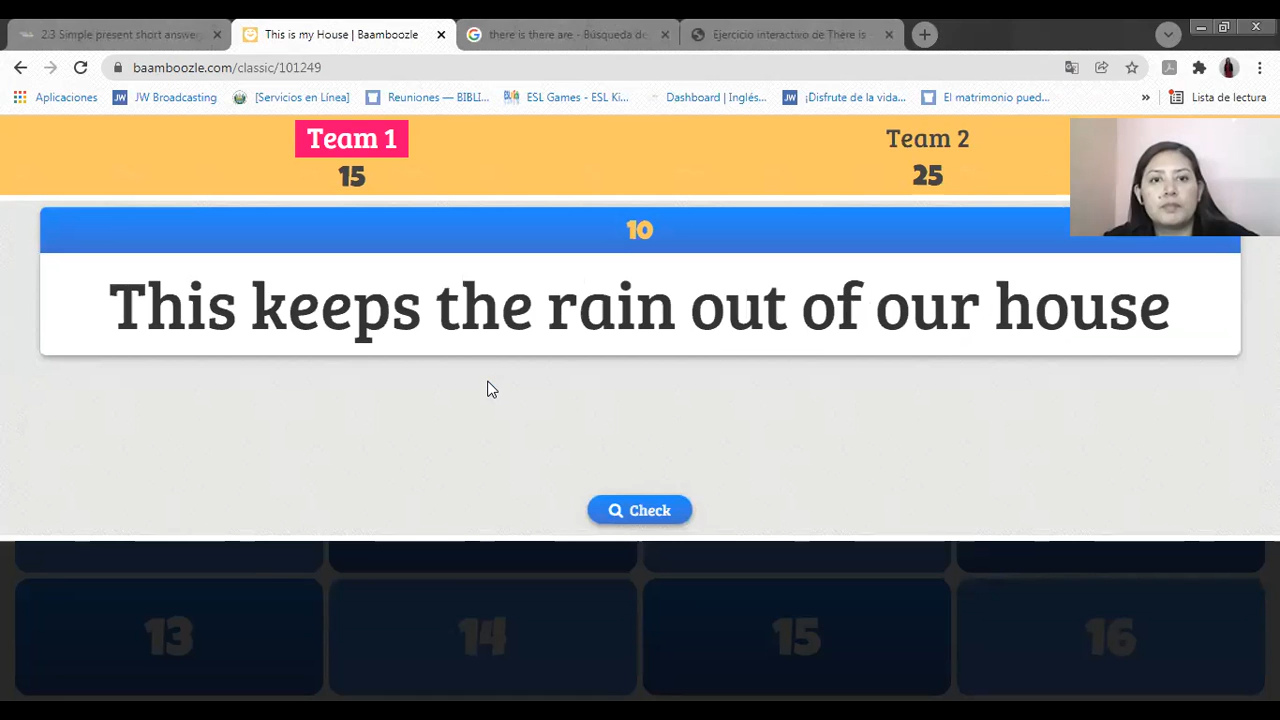 2.3 Simple present short answe
This is my House | Baamboozle
there is there are - Búsqueda de
Ejercicio interactivo de There is
baamboozle.com/classic/101249
Aplicaciones
JW Broadcasting
[Servicios en Línea]
Reuniones — BIBLI...
ESL Games - ESL Ki...
Dashboard | Inglés...
¡Disfrute de la vida...
El matrimonio pued...
»
Lista de lectura
Team 1
15
Team 2
25
10
This keeps the rain out of our house
Check
13
14
15
16